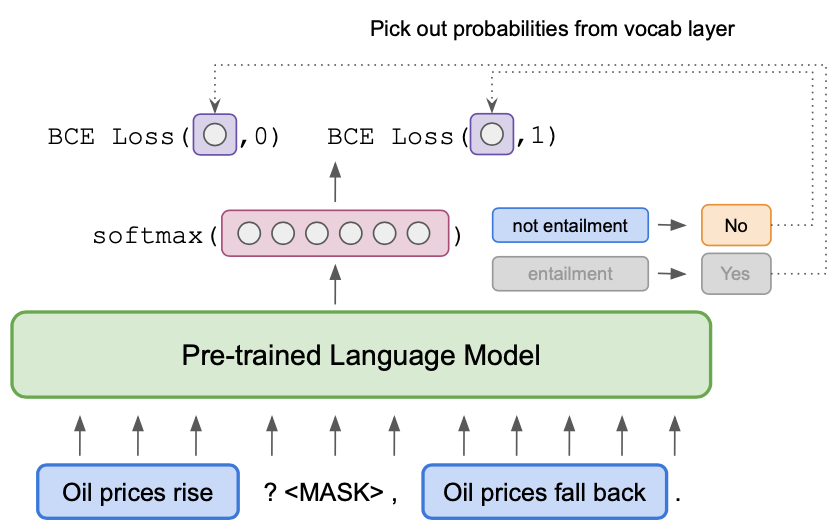 Pick out probabilities from vocab layer
BCE Loss( ,0) BCE Loss( ,1)
softmax( )
not entailment No
entailment Yes
Pre-trained Language Model
Oil prices rise ? <MASK> , Oil prices fall back .